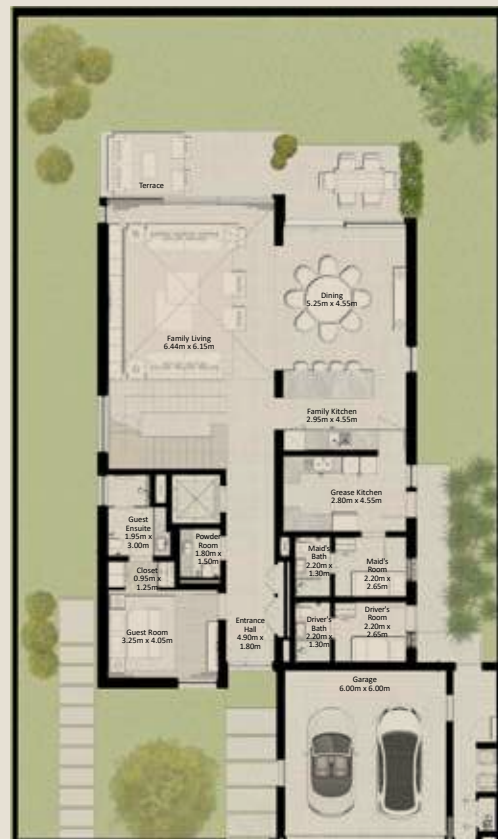 Terrace
Dining
5.25m x 4.55m
Family Living
6.44m x 6.15m
Family Kitchen
2.95m x 4.55m
Grease Kitchen
2.80m x 4.55m
Guest
Ensuite
1.95m x
3.00m
Powder
Room
1.80m x
1.50m
Maid's
Bath
2.20m x
1.30m
Maid's
Room
2.20m x
2.65m
Closet
0.95m x
1.25m
Guest Room
3.25m x 4.05m
Entrance
Hall
4.90m x
1.80m
Driver's
Bath
2.20m x
1.30m
Driver's
Room
2.20m x
2.65m
Garage
6.00m x 6.00m